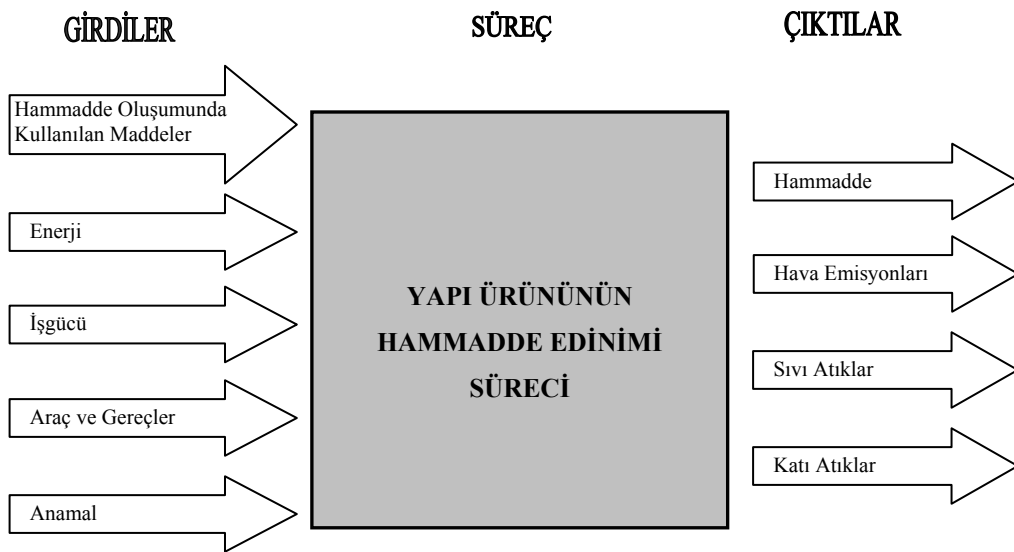 GİRDİLER
SÜREÇ
ÇIKTILAR
Hammadde Oluşumunda
Kullanılan Maddeler
Enerji
İşgücü
Araç ve Gereçler
Anamal
YAPI ÜRÜNÜNÜN
HAMMADDE EDİNİMİ
SÜRECİ
Hammadde
Hava Emisyonları
Sıvı Atıklar
Katı Atıklar